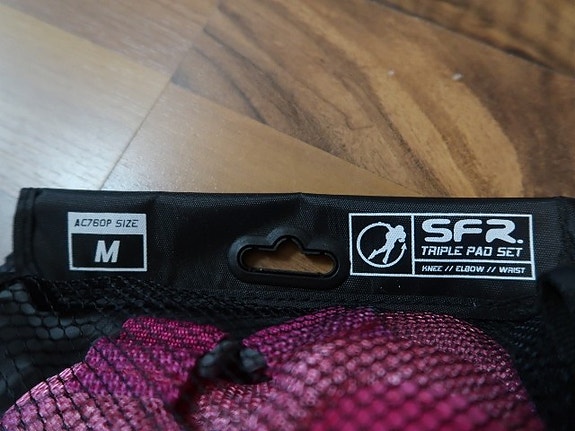 AC760P SIZE
M
SFR.
TRIPLE PAD SET
KNEE // ELBOW // WRIST